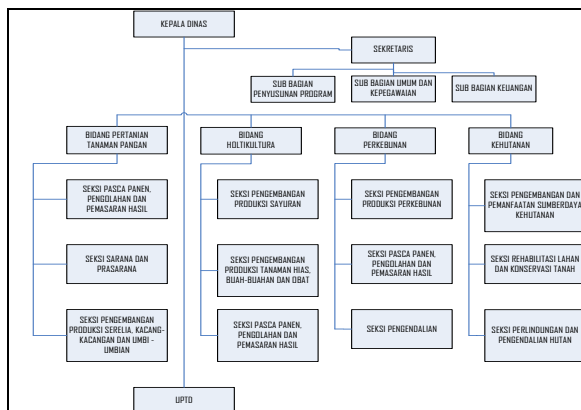 KEPALA DINAS
SEKRETARIS
SUB BAGIAN
PENYUSUNAN PROGRAM
SUB BAGIAN UMUM DAN
KEPEGAWAIAN
SUB BAGIAN KEUANGAN
BIDANG PERTANIAN
TANAMAN PANGAN
BIDANG
HOLTIKULTURA
BIDANG
PERKEBUNAN
BIDANG
KEHUTANAN
SEKSI PASCA PANEN,
PENGOLAHAN DAN
PEMASARAN HASIL
SEKSI PENGEMBANGAN
PRODUKSI SAYURAN
SEKSI PENGEMBANGAN
PRODUKSI PERKEBUNAN
SEKSI PENGEMBANGAN DAN
PEMANFAATAN SUMBERDAYA
KEHUTANAN
SEKSI SARANA DAN
PRASARANA
SEKSI PENGEMBANGAN
PRODUKSI TANAMAN HIAS,
BUAH-BUAHAN DAN OBAT
SEKSI PASCA PANEN,
PENGOLAHAN DAN
PEMASARAN HASIL
SEKSI REHABILITASI LAHAN
DAN KONSERVASI TANAH
SEKSI PENGEMBANGAN
PRODUKSI SERELIA, KACANG-
KACANGAN DAN UMBI -
UMBIAN
SEKSI PASCA PANEN,
PENGOLAHAN DAN
PEMASARAN HASIL
SEKSI PENGENDALIAN
SEKSI PERLINDUNGAN DAN
PENGENDALIAN HUTAN
UPTD